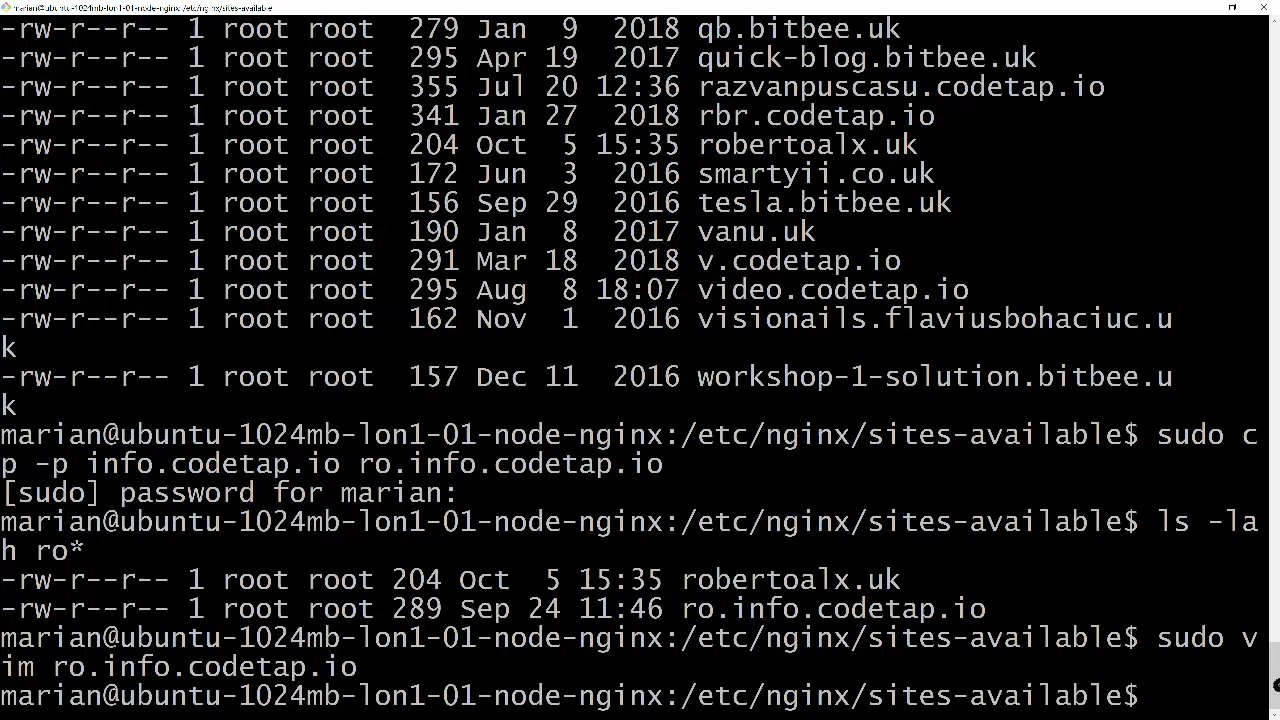 marian@ubuntu-1024mb-lon1-01-node-nginx: /etc/nginx/sites-available
-rw-r--r-- 1 root root  279 Jan  9  2018 qb.bitbee.uk
-rw-r--r-- 1 root root  295 Apr 19  2017 quick-blog.bitbee.uk
-rw-r--r-- 1 root root  355 Jul 20 12:36 razvanpuscasu.codetap.io
-rw-r--r-- 1 root root  341 Jan 27  2018 rbr.codetap.io
-rw-r--r-- 1 root root  204 Oct  5 15:35 robertoalx.uk
-rw-r--r-- 1 root root  172 Jun  3  2016 smartyii.co.uk
-rw-r--r-- 1 root root  156 Sep 29  2016 tesla.bitbee.uk
-rw-r--r-- 1 root root  190 Jan  8  2017 vanu.uk
-rw-r--r-- 1 root root  291 Mar 18  2018 v.codetap.io
-rw-r--r-- 1 root root  295 Aug  8 18:07 video.codetap.io
-rw-r--r-- 1 root root  162 Nov  1  2016 visionails.flaviusbohaciuc.u
k
-rw-r--r-- 1 root root  157 Dec 11  2016 workshop-1-solution.bitbee.u
k
marian@ubuntu-1024mb-lon1-01-node-nginx:/etc/nginx/sites-available$ sudo c
p -p info.codetap.io ro.info.codetap.io
[sudo] password for marian:
marian@ubuntu-1024mb-lon1-01-node-nginx:/etc/nginx/sites-available$ ls -la
h ro*
-rw-r--r-- 1 root root 204 Oct  5 15:35 robertoalx.uk
-rw-r--r-- 1 root root 289 Sep 24 11:46 ro.info.codetap.io
marian@ubuntu-1024mb-lon1-01-node-nginx:/etc/nginx/sites-available$ sudo v
im ro.info.codetap.io
marian@ubuntu-1024mb-lon1-01-node-nginx:/etc/nginx/sites-available$